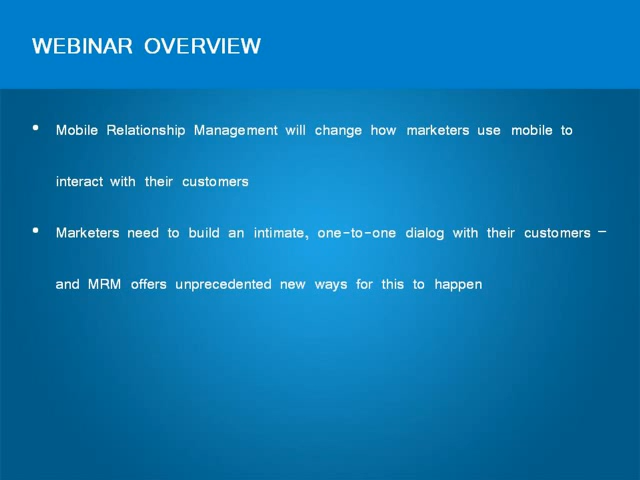 WEBINAR OVERVIEW
• Mobile Relationship Management will change how marketers use mobile to
interact with their customers
• Marketers need to build an intimate, one-to-one dialog with their customers –
and MRM offers unprecedented new ways for this to happen